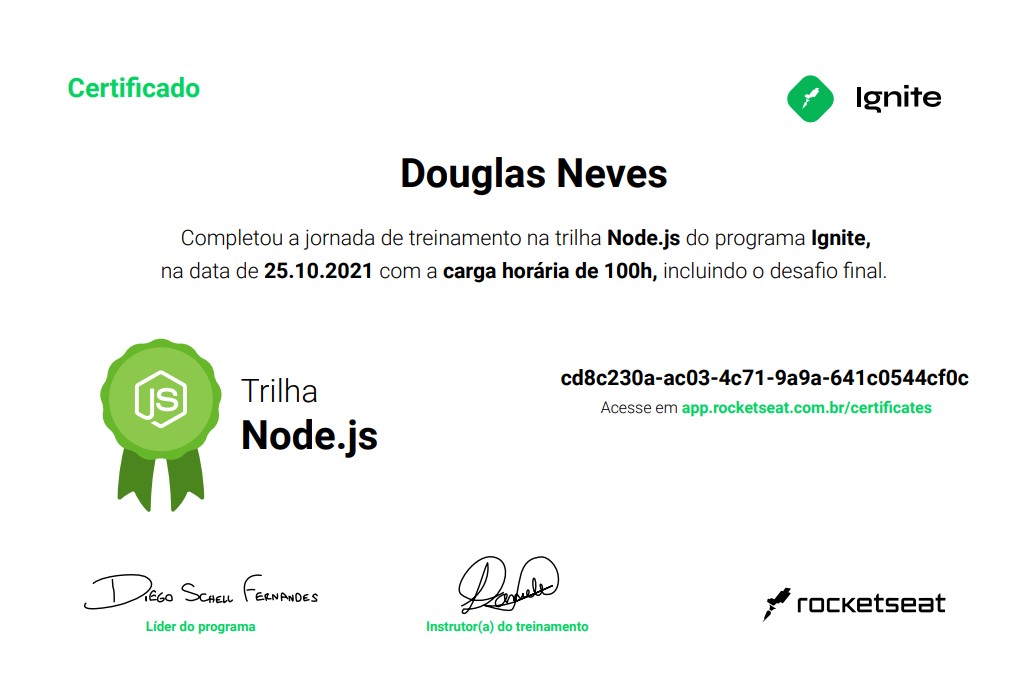 Certificado
Ignite
Douglas Neves
Completou a jornada de treinamento na trilha Node.js do programa Ignite,
na data de 25.10.2021 com a carga horária de 100h, incluindo o desafio final.
JS
Trilha
Node.js
cd8c230a-ac03-4c71-9a9a-641c0544cf0c
Acesse em app.rocketseat.com.br/certificates
Diego Schell Fernandes
Líder do programa
Instrutor(a) do treinamento
rocketseat